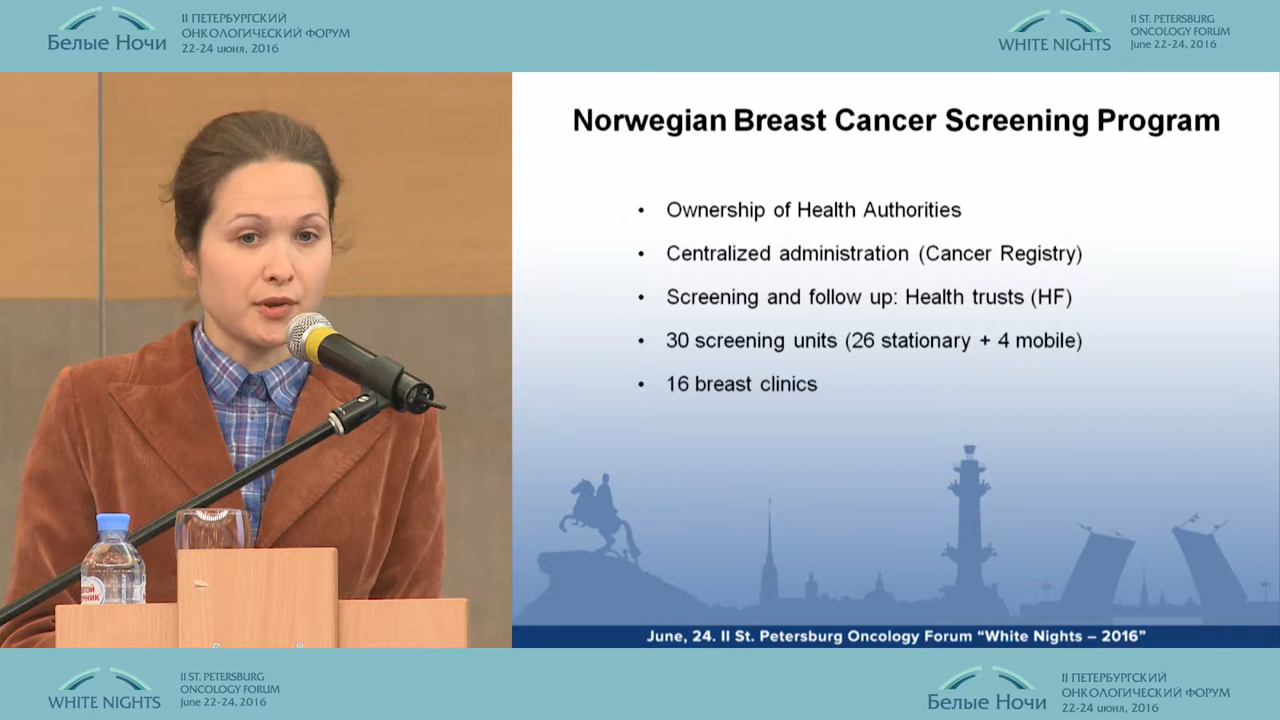 Белые Ночи
II ПЕТЕРБУРГСКИЙ
ОНКОЛОГИЧЕСКИЙ ФОРУМ
22-24 июня, 2016
WHITE NIGHTS
II ST. PETERSBURG
ONCOLOGY FORUM
June 22-24, 2016
Norwegian Breast Cancer Screening Program
• Ownership of Health Authorities
• Centralized administration (Cancer Registry)
• Screening and follow up: Health trusts (HF)
• 30 screening units (26 stationary + 4 mobile)
• 16 breast clinics
June, 24. II St. Petersburg Oncology Forum “White Nights – 2016”
WHITE NIGHTS
II ST. PETERSBURG
ONCOLOGY FORUM
June 22-24, 2016
Белые Ночи
II ПЕТЕРБУРГСКИЙ
ОНКОЛОГИЧЕСКИЙ ФОРУМ
22-24 июня, 2016